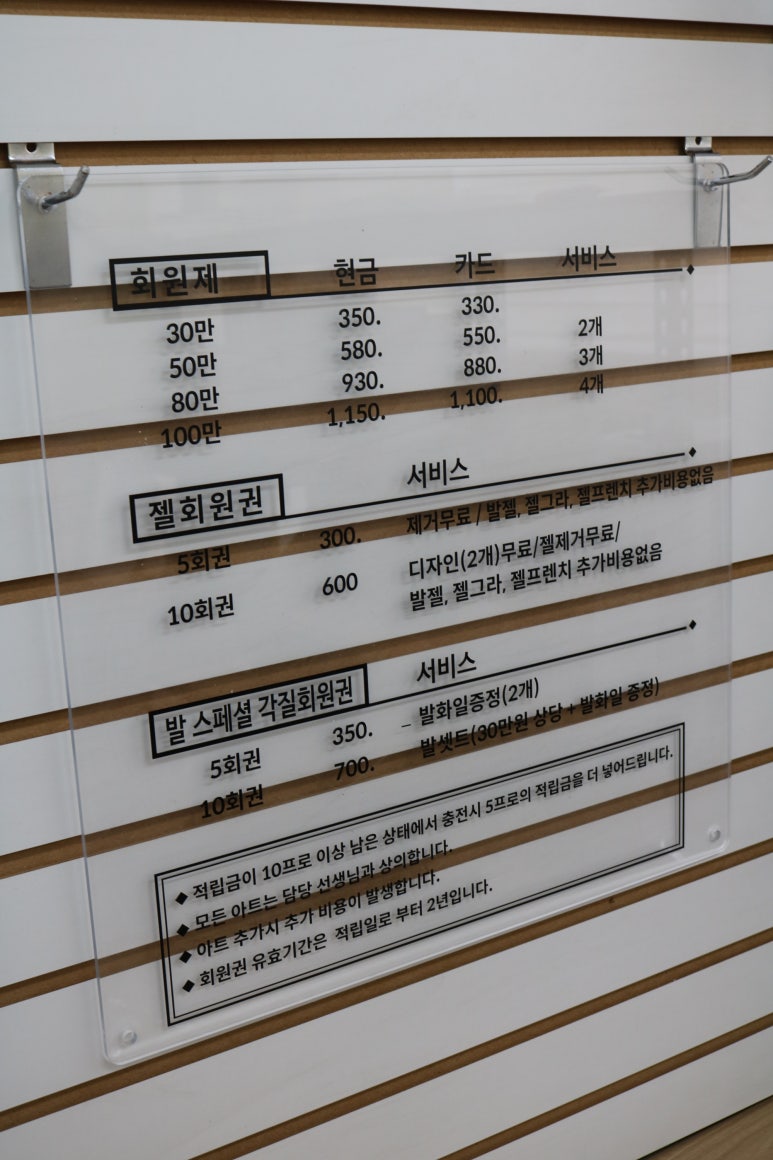 회원제 현금 카드 서비스
30만 350. 330.
50만 580. 550. 2개
80만 930. 880. 3개
100만 1,150. 1,100. 4개
젤회원권 서비스
5회권 300. 제거무료 / 발젤, 젤그라, 젤프렌치 추가비용없음
10회권 600 디자인(2개)무료/젤제거무료/
발젤, 젤그라, 젤프렌치 추가비용없음
발 스페셜 각질회원권 서비스
5회권 350. – 발화일증정(2개)
10회권 700. 발셋트(30만원 상당 + 발화일 증정)
◆ 적립금이 10프로 이상 남은 상태에서 충전시 5프로의 적립금을 더 넣어드립니다.
◆ 모든 아트는 담당 선생님과 상의합니다.
◆ 아트 추가시 추가 비용이 발생합니다.
◆ 회원권 유효기간은 적립일로 부터 2년입니다.